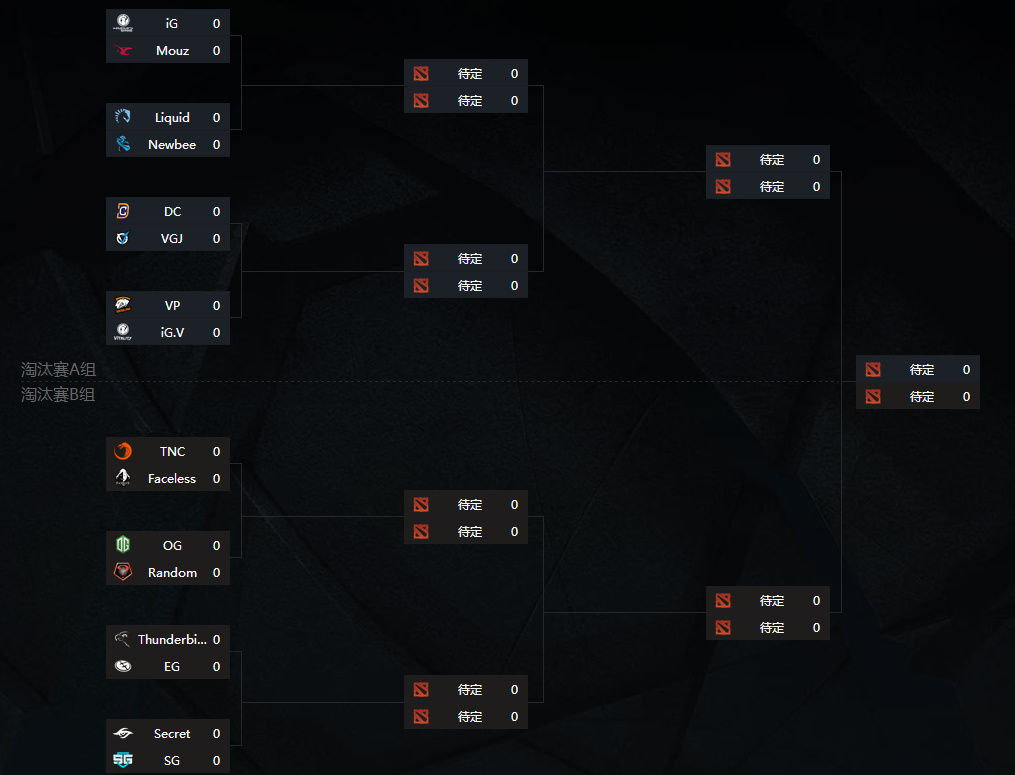 iG 0
Mouz 0
待定 0
待定 0
Liquid 0
Newbee 0
待定 0
待定 0
DC 0
VGJ 0
待定 0
待定 0
VP 0
iG.V 0
淘汰赛A组
淘汰赛B组
待定 0
待定 0
TNC 0
Faceless 0
待定 0
待定 0
OG 0
Random 0
待定 0
待定 0
Thunderbi... 0
EG 0
待定 0
待定 0
Secret 0
SG 0